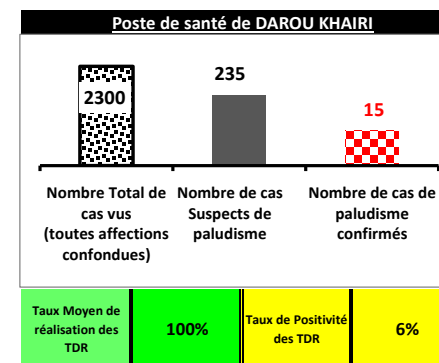 Poste de santé de DAROU KHAIRI
2300
235
15
Nombre Total de
cas vus
(toutes affections
confondues)
Nombre de cas
Suspects de
paludisme
Nombre de cas de
paludisme
confirmés
Taux Moyen de
réalisation des
TDR
100%
Taux de Positivité
des TDR
6%